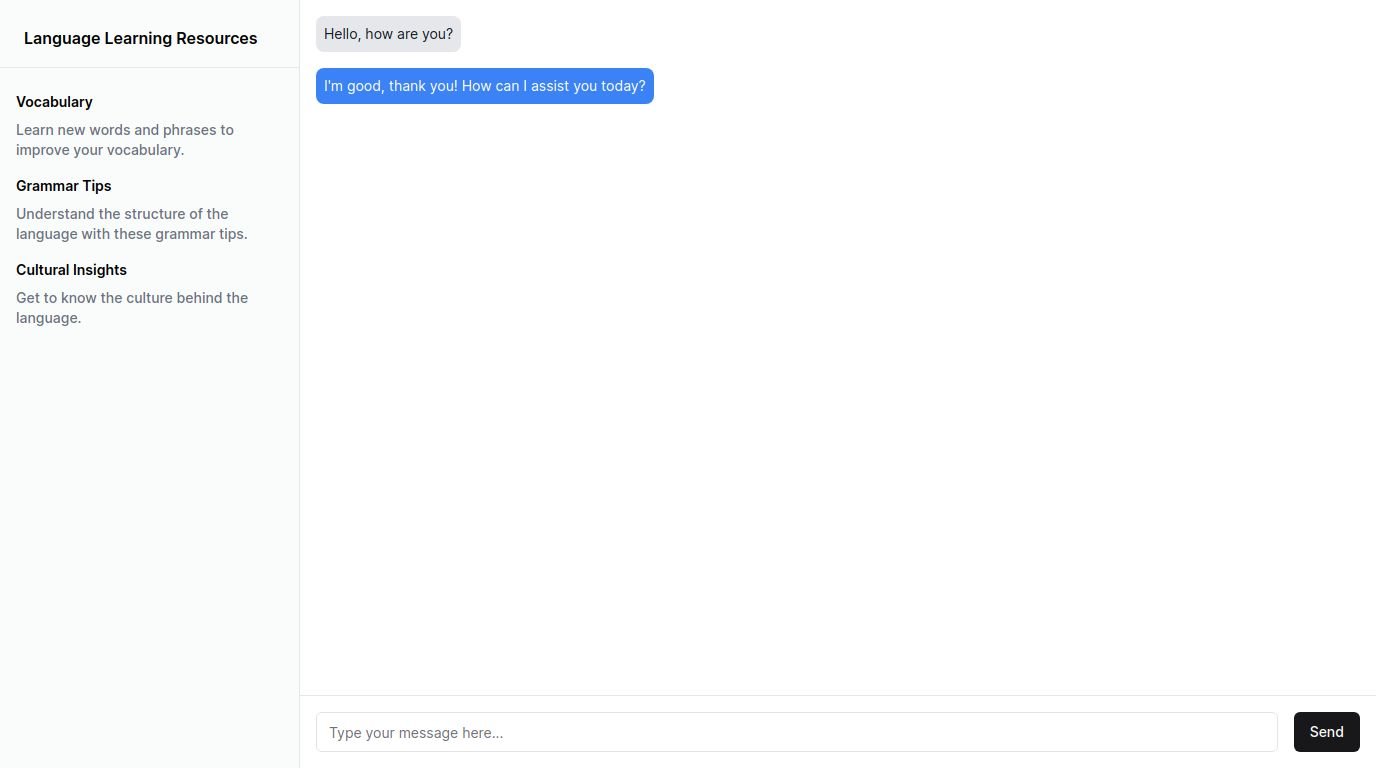 Language Learning Resources
Vocabulary
Learn new words and phrases to
improve your vocabulary.
Grammar Tips
Understand the structure of the
language with these grammar tips.
Cultural Insights
Get to know the culture behind the
language.
Hello, how are you?
I'm good, thank you! How can I assist you today?
Type your message here...
Send